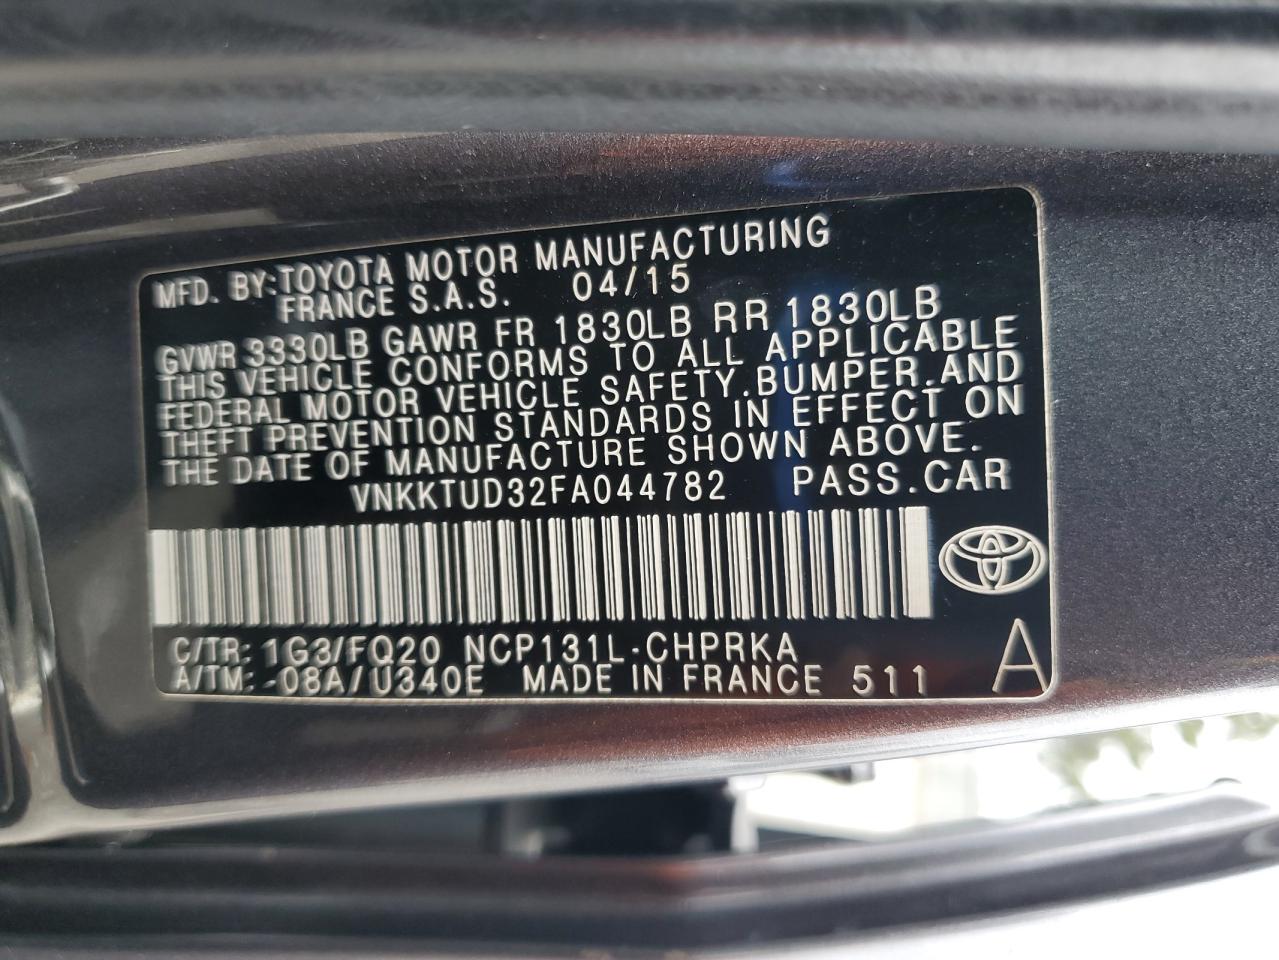 MFD. BY:TOYOTA MOTOR MANUFACTURING
FRANCE S.A.S. 04/15
GVWR 3330LB GAWR FR 1830LB RR 1830LB
THIS VEHICLE CONFORMS TO ALL APPLICABLE
FEDERAL MOTOR VEHICLE SAFETY.BUMPER.AND
THEFT PREVENTION STANDARDS IN EFFECT ON
THE DATE OF MANUFACTURE SHOWN ABOVE.
VNKKTUD32FA044782 PASS.CAR
C/TR: 1G3/FQ20 NCP131L-CHPRKA
A/TM: -08A/U340E MADE IN FRANCE 511 A